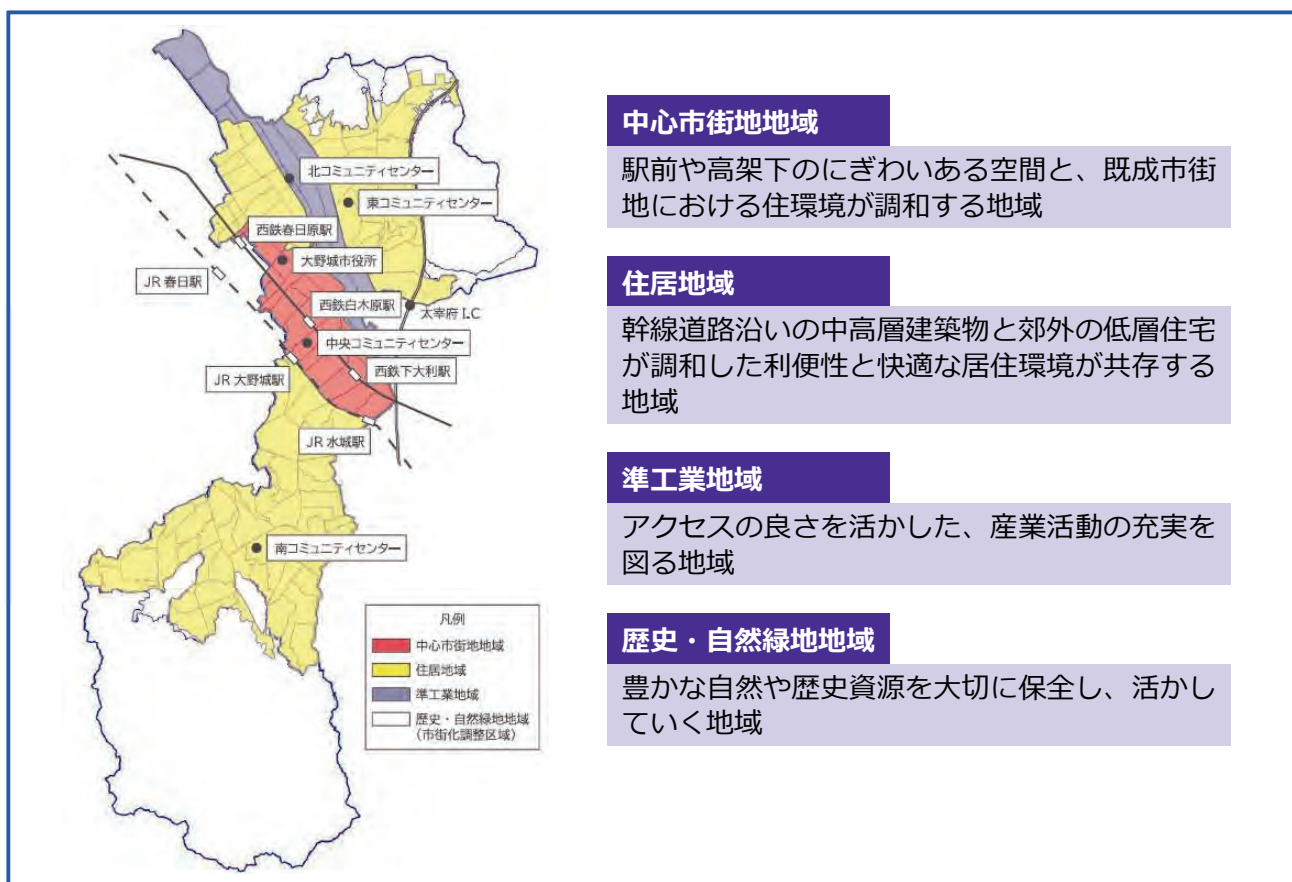 北コミュニティセンター
東コミュニティセンター
西鉄春日原駅
大野城市役所
JR 春日駅
西鉄白木原駅
太宰府 I.C
中央コミュニティセンター
西鉄下大利駅
JR 大野城駅
JR 水城駅
南コミュニティセンター
凡例
中心市街地地域
住居地域
準工業地域
歴史・自然緑地地域
(市街化調整区域)
中心市街地地域
駅前や高架下のにぎわいある空間と、既成市街
地における住環境が調和する地域
住居地域
幹線道路沿いの中高層建築物と郊外の低層住宅
が調和した利便性と快適な居住環境が共存する
地域
準工業地域
アクセスの良さを活かした、産業活動の充実を
図る地域
歴史・自然緑地地域
豊かな自然や歴史資源を大切に保全し、活かし
ていく地域